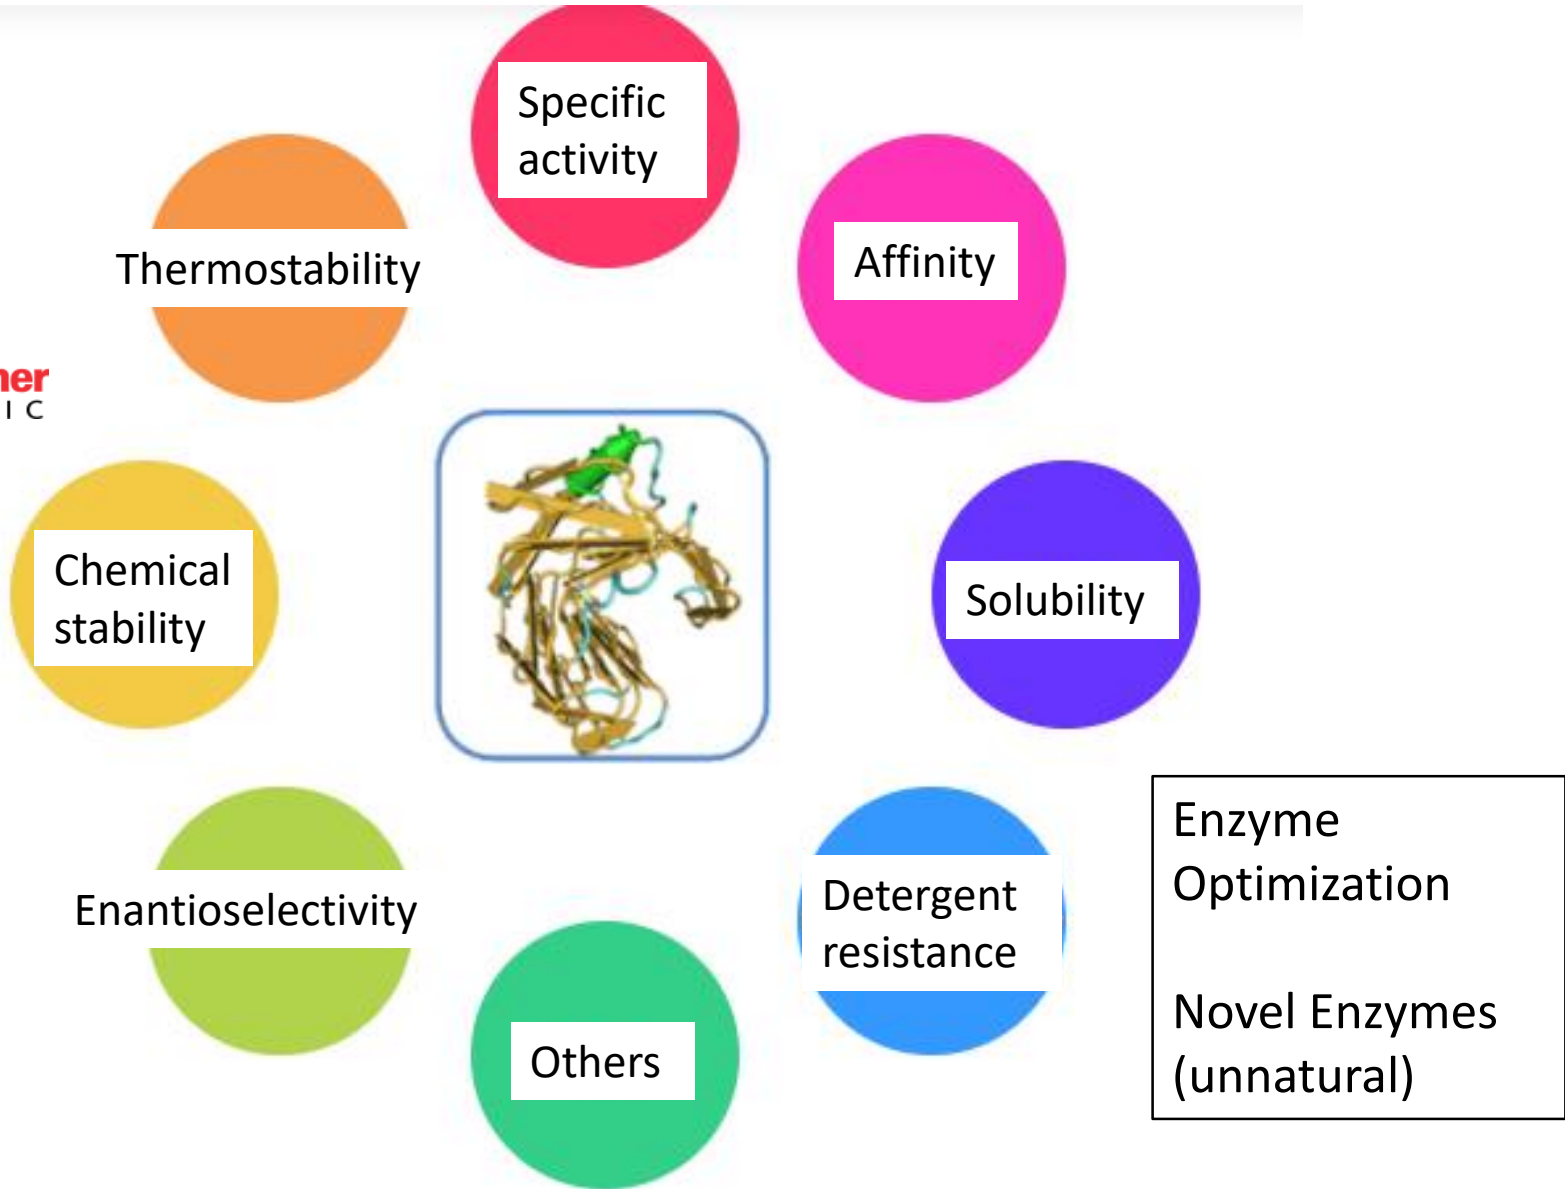 Specific
activity
Thermostability
Affinity
ner
I C
Chemical
stability
Solubility
Enantioselectivity
Detergent
resistance
Others
Enzyme
Optimization
Novel Enzymes
(unnatural)